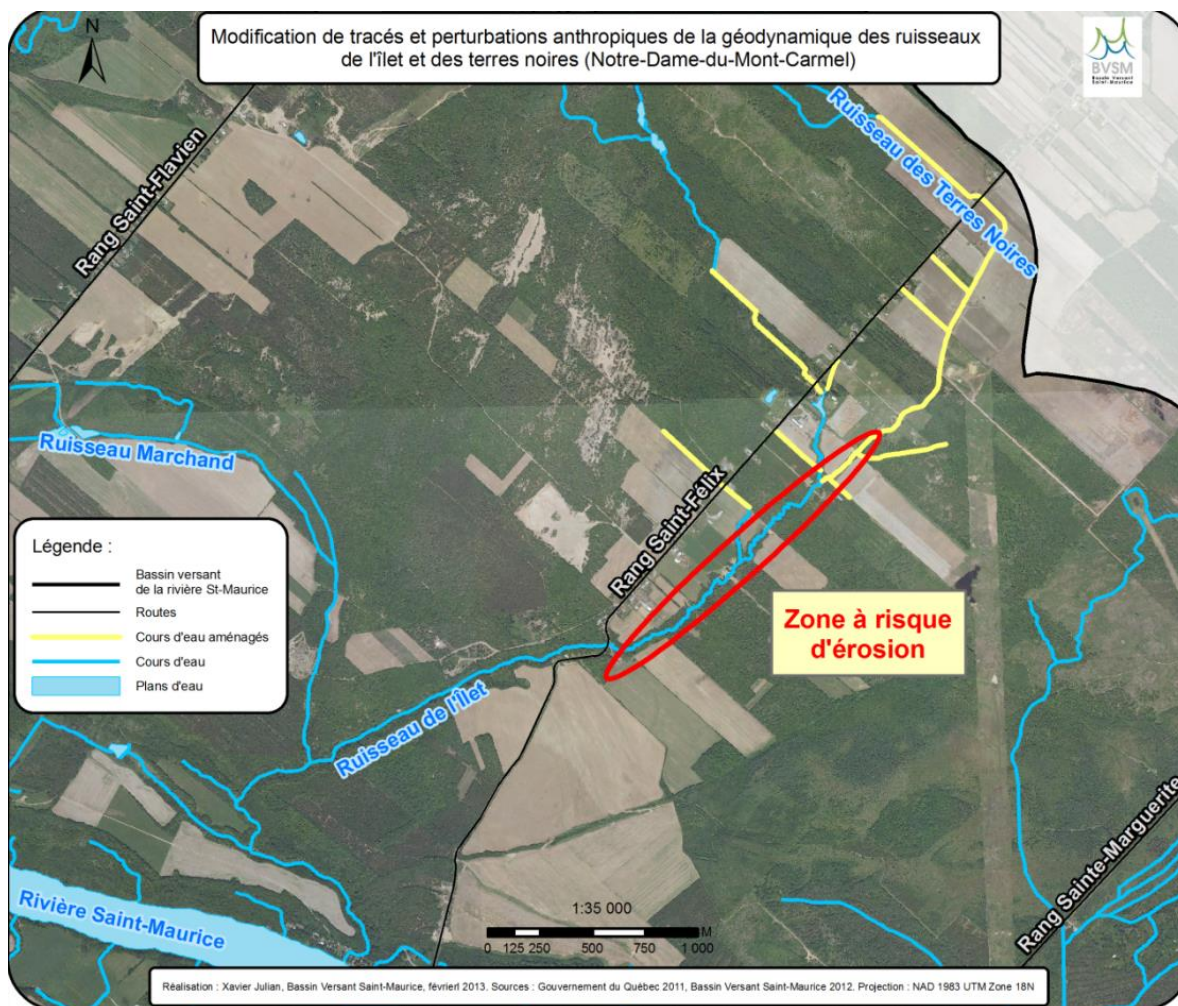 Modification de tracés et perturbations anthropiques de la géodynamique des ruisseaux
de l'îlet et des terres noires (Notre-Dame-du-Mont-Carmel)
N
BVSM
Bassin Versant
Saint-Maurice
Rang Saint-Flavien
Ruisseau des Terres Noires
Ruisseau Marchand
Rang Saint-Félix
Légende :
Bassin versant
de la rivière St-Maurice
Routes
Cours d'eau aménagés
Cours d'eau
Plans d'eau
Zone à risque
d'érosion
Ruisseau de l'Îlet
Rivière Saint-Maurice
Rang Sainte-Marguerite
1:35 000
M
0 125 250 500 750 1 000
Réalisation : Xavier Julian, Bassin Versant Saint-Maurice, févrierl 2013. Sources : Gouvernement du Québec 2011, Bassin Versant Saint-Maurice 2012. Projection : NAD 1983 UTM Zone 18N